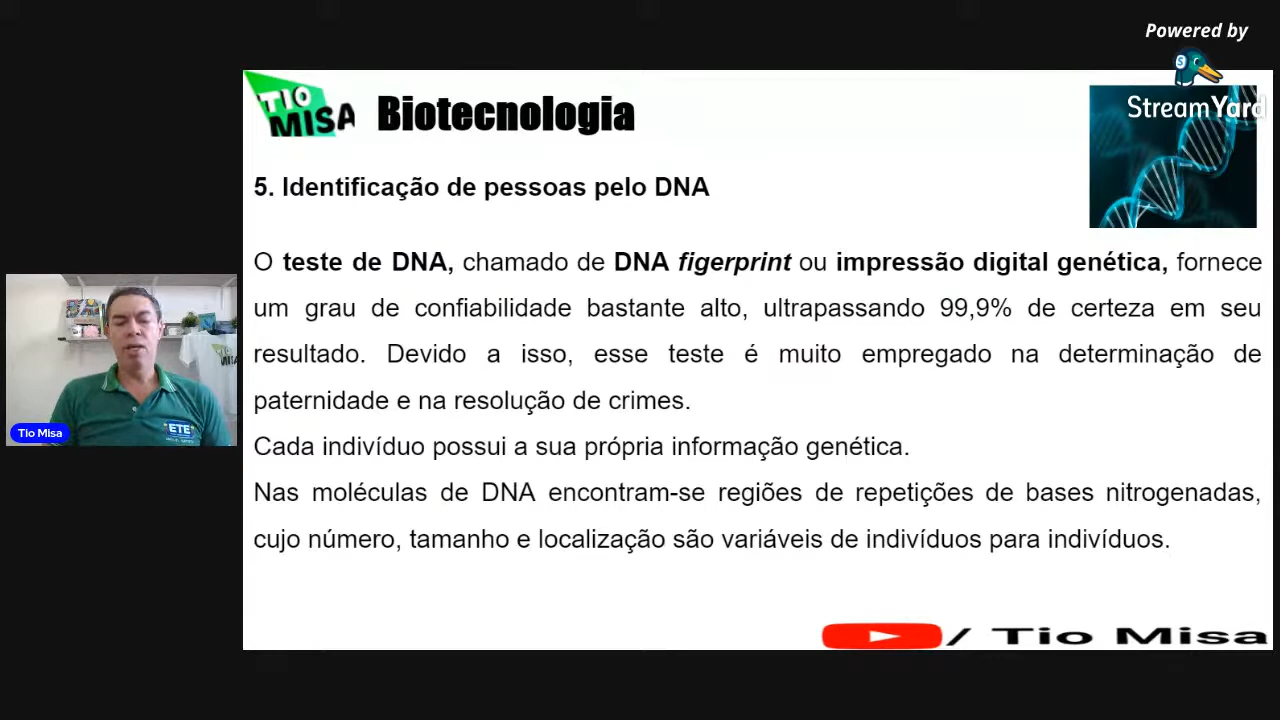 Powered by
StreamYard
TIO
MISA
Biotecnologia
5. Identificação de pessoas pelo DNA
O teste de DNA, chamado de DNA figerprint ou impressão digital genética, fornece
um grau de confiabilidade bastante alto, ultrapassando 99,9% de certeza em seu
resultado. Devido a isso, esse teste é muito empregado na determinação de
paternidade e na resolução de crimes.
Cada indivíduo possui a sua própria informação genética.
Nas moléculas de DNA encontram-se regiões de repetições de bases nitrogenadas,
cujo número, tamanho e localização são variáveis de indivíduos para indivíduos.
ETE
Tio Misa
/ Tio Misa